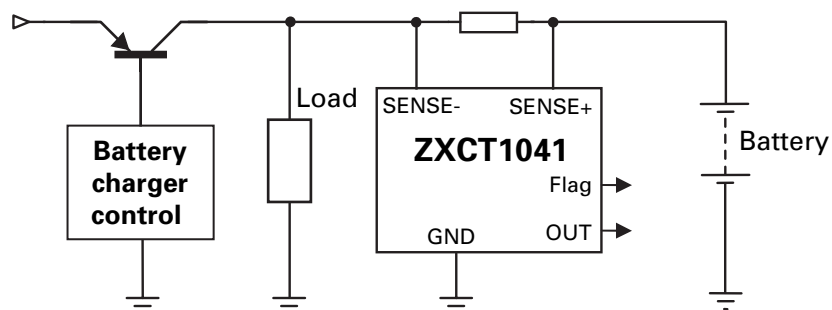 Load
SENSE-
SENSE+
ZXCT1041
Battery
charger
control
Battery
Flag
GND
OUT